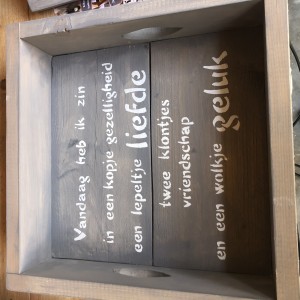 Vandaag heb ik zin
in een kopje gezelligheid
een lepeltje liefde
twee klontjes
vriendschap
en een wolkje geluk